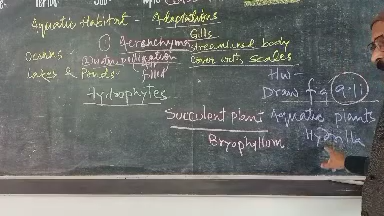 Aquatic Habitat - Adaptations
Gills
① Aerenchyma streamlined body
Oceans - cover with scales
Lakes & Ponds - filled
HW -
Draw fig 9.11
Hydrophytes
Succulent plant Aquatic plants
Bryophyllum Hydrilla